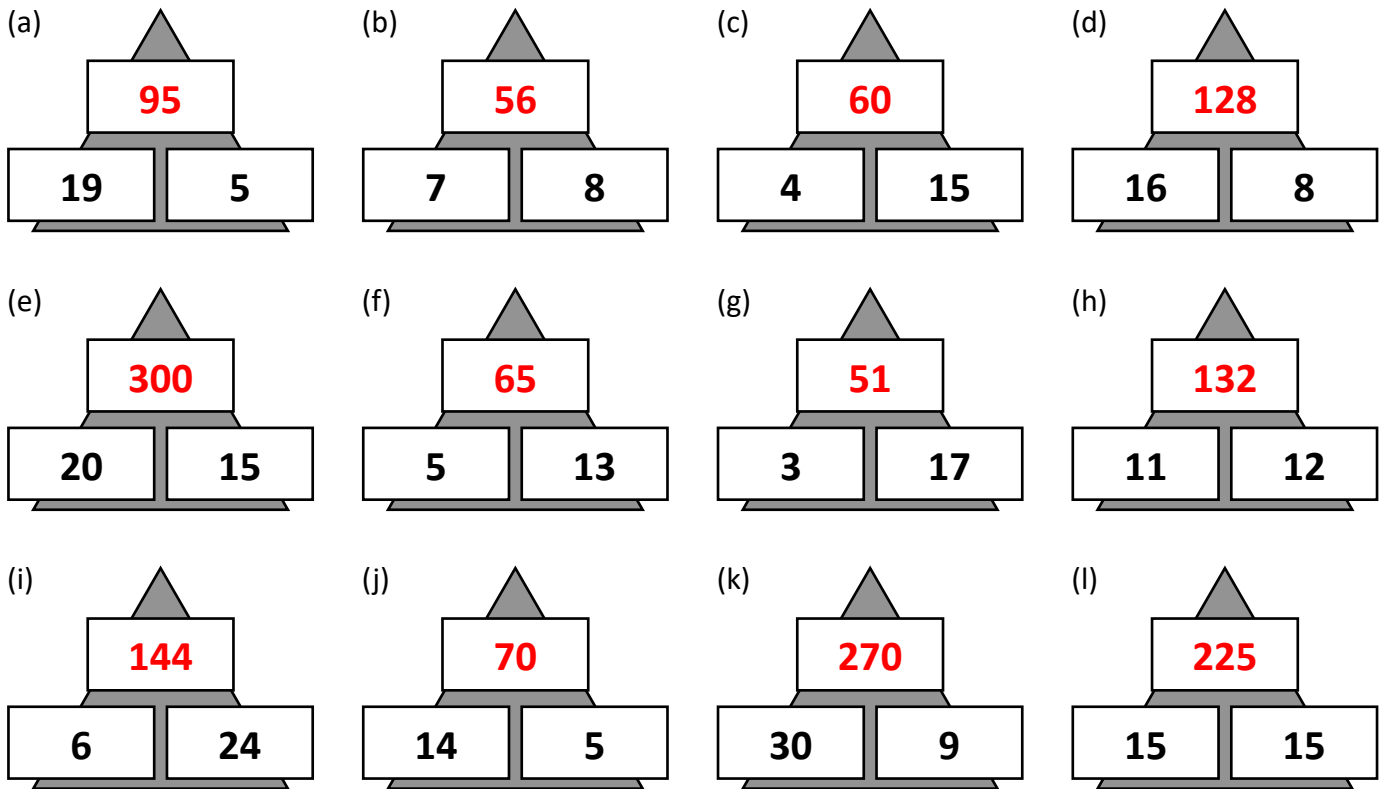 (a) (b) (c) (d)
95 56 60 128
19 5 7 8 4 15 16 8
(e) (f) (g) (h)
300 65 51 132
20 15 5 13 3 17 11 12
(i) (j) (k) (l)
144 70 270 225
6 24 14 5 30 9 15 15